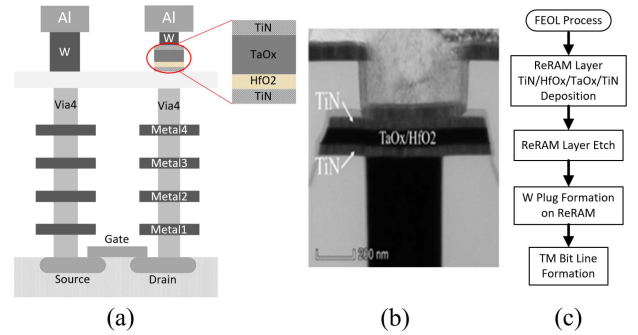 Al
Al
W
W
TiN
TaOx
HfO2
TiN
Via4
Via4
Metal4
Metal3
Metal2
Metal1
Gate
Source
Drain
(a)
TiN
TaOx/HfO2
TiN
200 nm
(b)
FEOL Process
ReRAM Layer
TiN/HfOx/TaOx/TiN
Deposition
ReRAM Layer Etch
W Plug Formation
on ReRAM
TM Bit Line
Formation
(c)